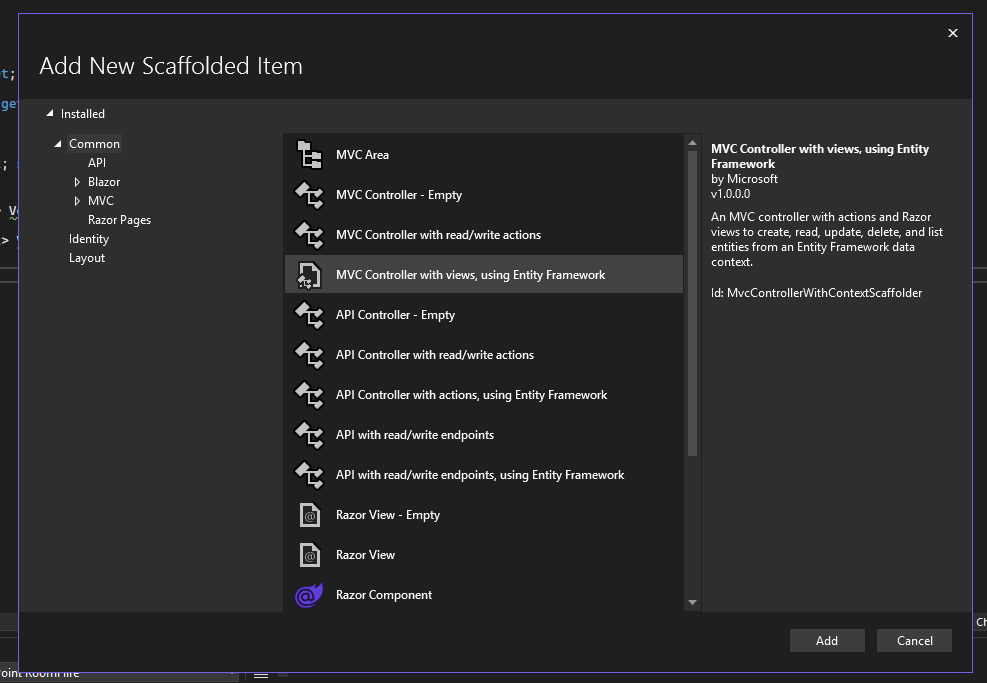 Add New Scaffolded Item
Installed
Common
API
Blazor
MVC
Razor Pages
Identity
Layout
MVC Area
MVC Controller - Empty
MVC Controller with read/write actions
MVC Controller with views, using Entity Framework
API Controller - Empty
API Controller with read/write actions
API Controller with actions, using Entity Framework
API with read/write endpoints
API with read/write endpoints, using Entity Framework
Razor View - Empty
Razor View
Razor Component
MVC Controller with views, using Entity
Framework
by Microsoft
v1.0.0.0
An MVC controller with actions and Razor
views to create, read, update, delete, and list
entities from an Entity Framework data
context.
Id: MvcControllerWithContextScaffolder
Add
Cancel